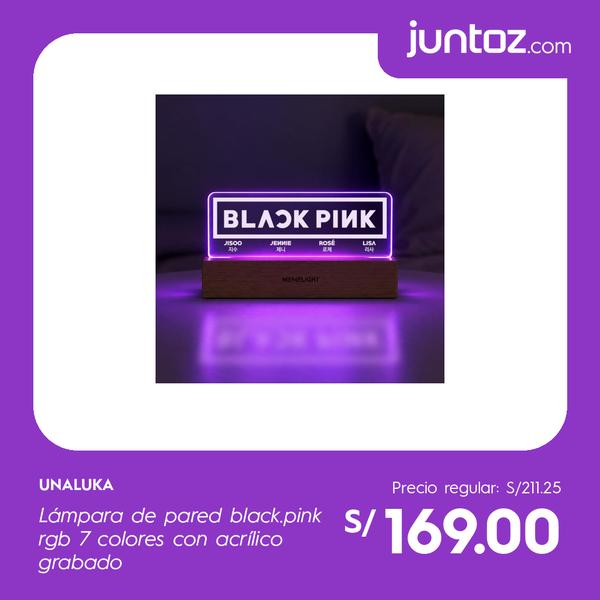 juntoz.com
BLACK PINK
JISOO JENNIE ROSÉ LISA
지수 제니 로제 리사
UNALUKA
Precio regular: S/211.25
Lámpara de pared black.pink
rgb 7 colores con acrílico
grabado
S/ 169.00